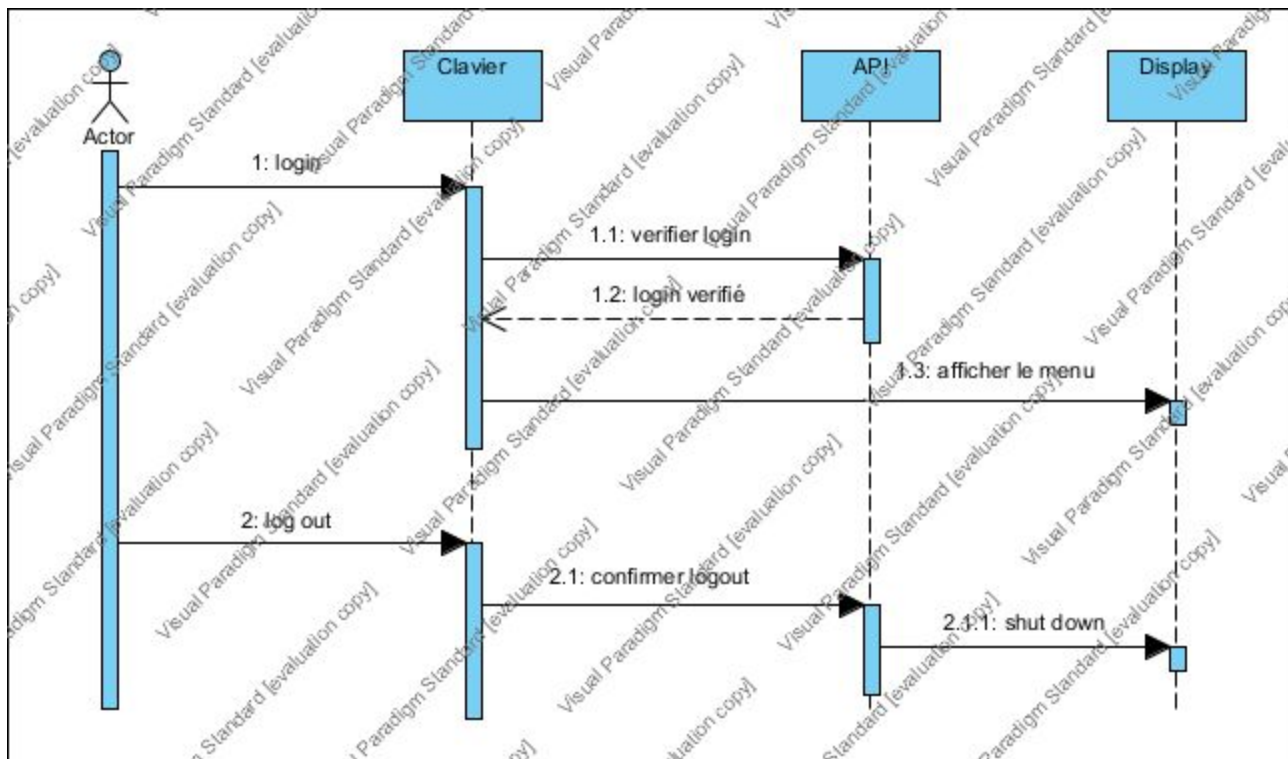 Clavier
API
Display
Actor
1: login
1.1: verifier login
1.2: login verifié
1.3: afficher le menu
2: log out
2.1: confirmer logout
2.1.1: shut down
Visual Paradigm Standard [evaluation copy]